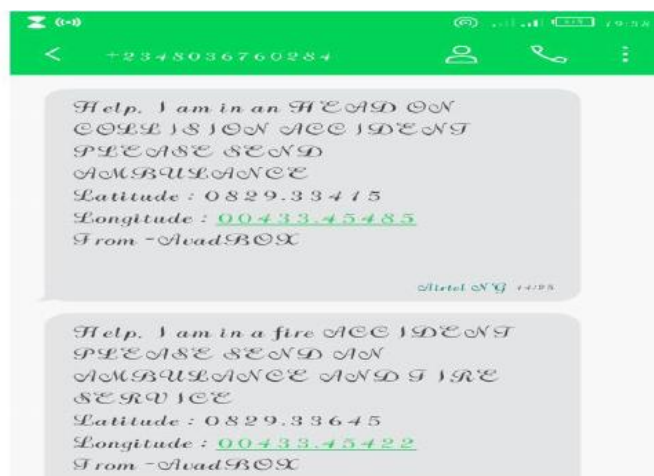 19:58
+2348036760284
Help. I am in an HEAD ON
COLLISION ACCIDENT
PLEASE SEND
AMBULANCE
Latitude : 0829.33415
Longitude : 00433.45485
From -AvadBOX
Airtel NG
Help. I am in a fire ACCIDENT
PLEASE SEND AN
AMBULANCE AND FIRE
SERVICE
Latitude : 0829.33645
Longitude : 00433.45422
From -AvadBOX